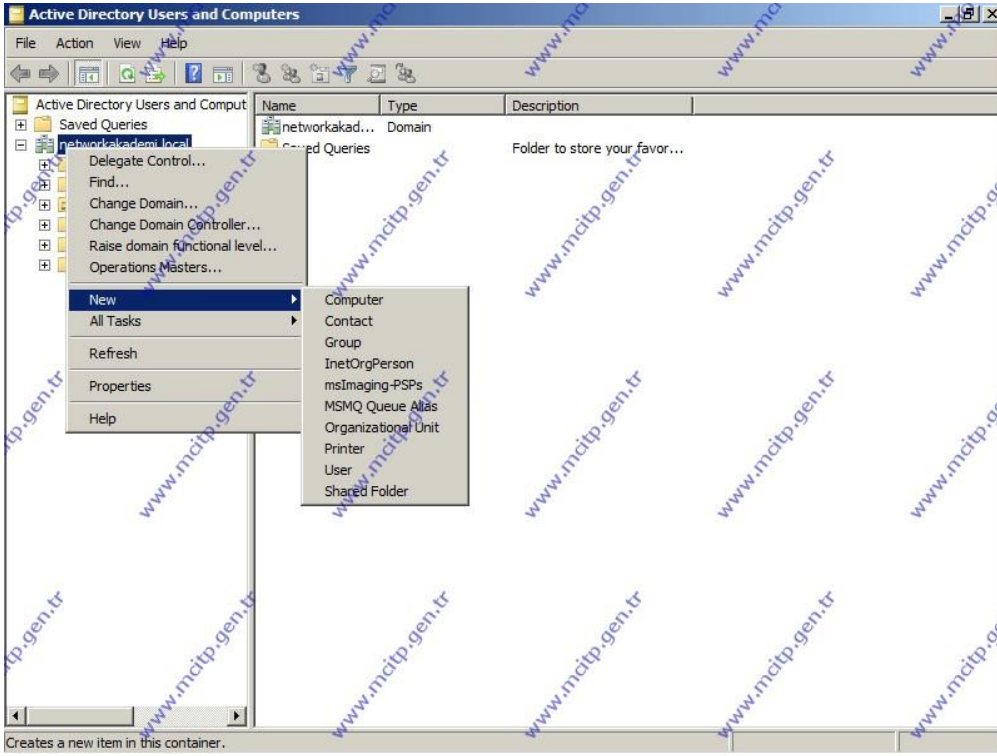 Active Directory Users and Computers
File Action View Help
Active Directory Users and Comput
Saved Queries
networkakademi.local
Name Type Description
networkakad... Domain
Saved Queries Folder to store your favor...
Delegate Control...
Find...
Change Domain...
Change Domain Controller...
Raise domain functional level...
Operations Masters...
New
All Tasks
Refresh
Properties
Help
Computer
Contact
Group
InetOrgPerson
msImaging-PSPs
MSMQ Queue Alias
Organizational Unit
Printer
User
Shared Folder
Creates a new item in this container.
www.mcitp.gen.tr